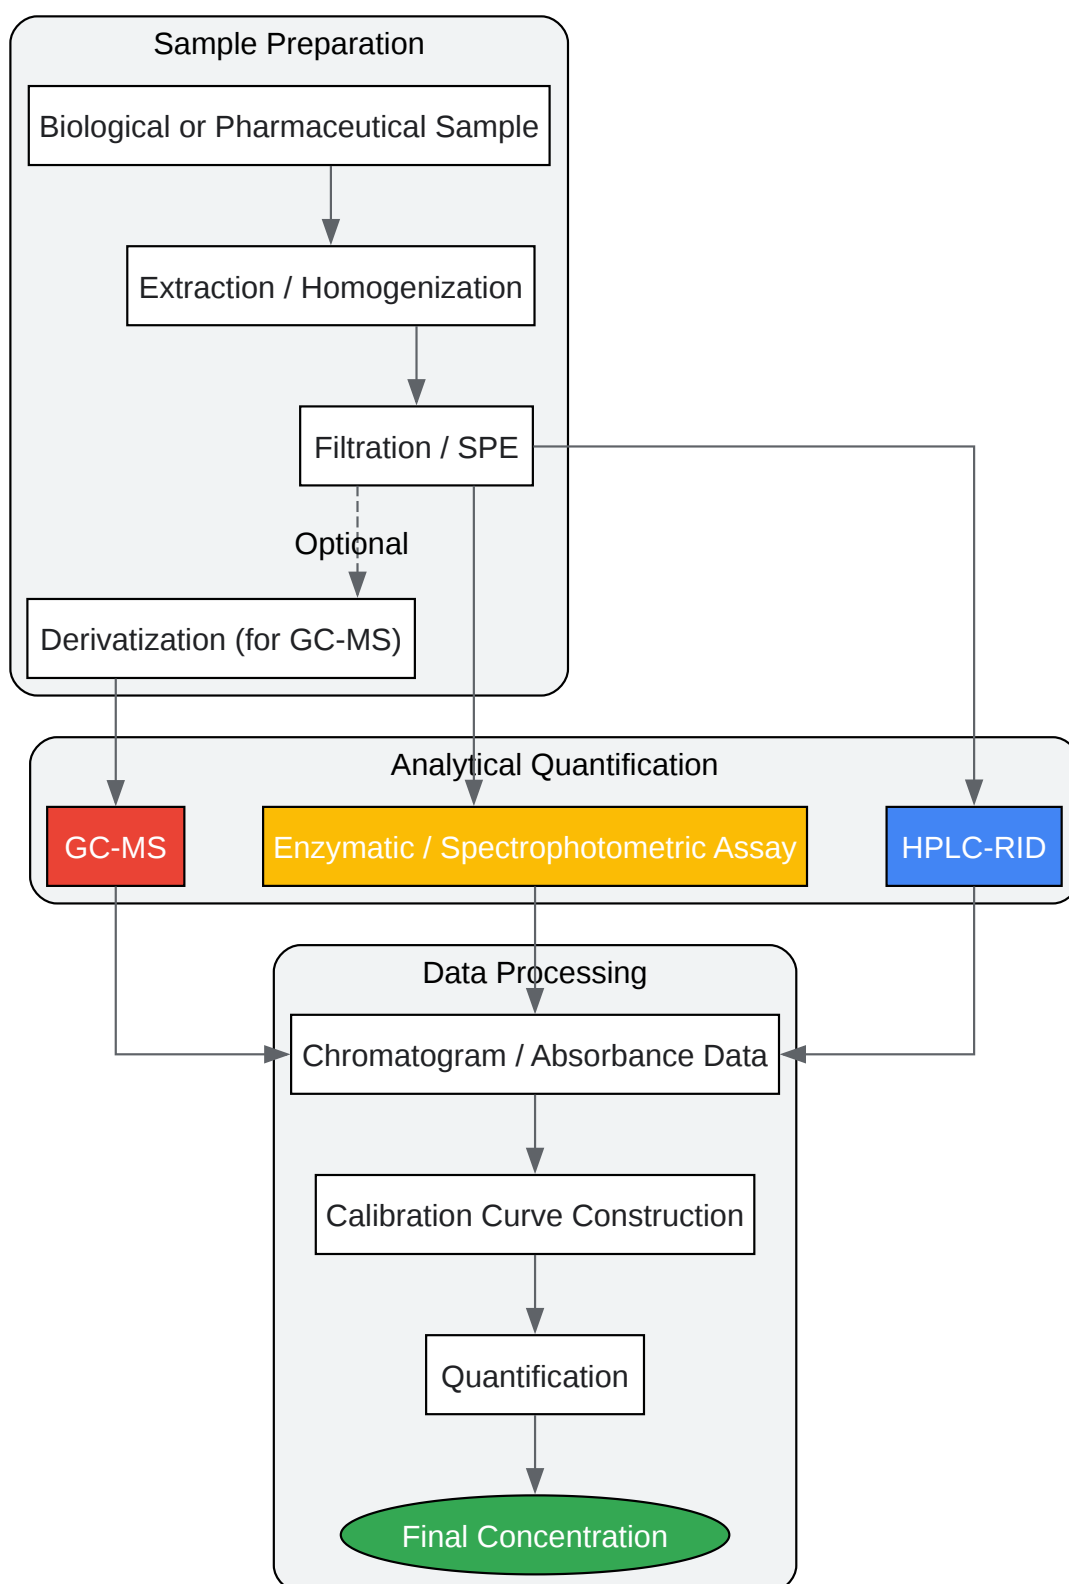 Sample Preparation
Biological or Pharmaceutical Sample
Extraction / Homogenization
Filtration / SPE
Optional
Derivatization (for GC-MS)
Analytical Quantification
GC-MS
Enzymatic / Spectrophotometric Assay
HPLC-RID
Data Processing
Chromatogram / Absorbance Data
Calibration Curve Construction
Quantification
Final Concentration